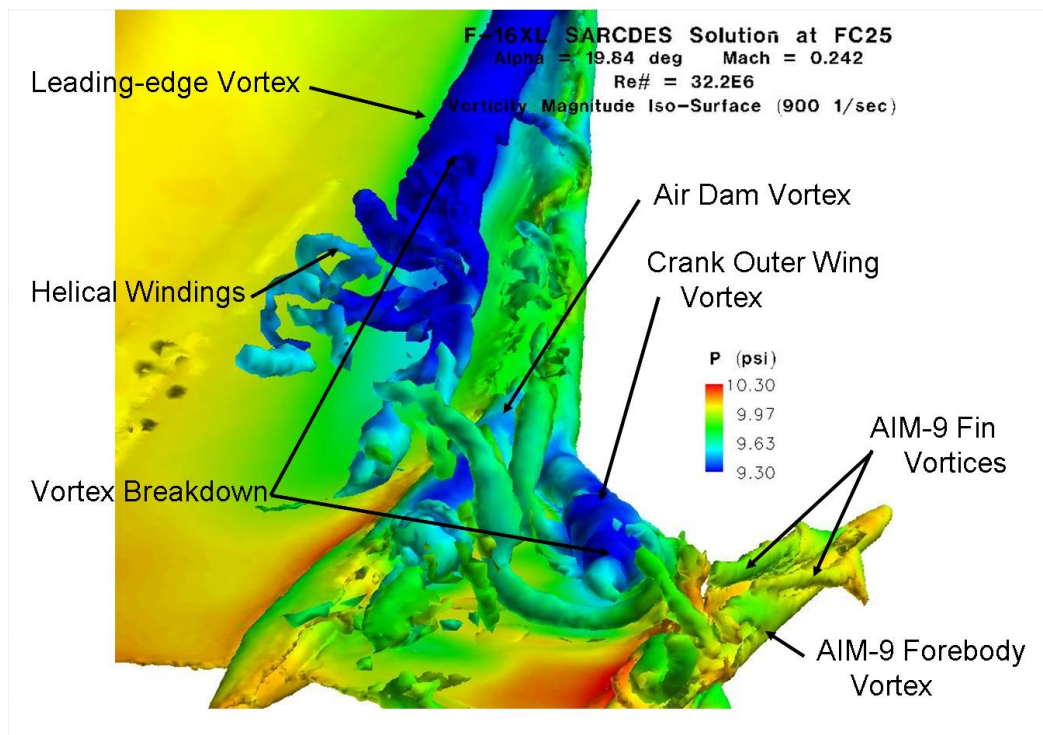 F-16XL SARCDES Solution at FC25
Alpha = 19.84 deg Mach = 0.242
Re# = 32.2E6
Vorticity Magnitude Iso-Surface (900 1/sec)
Leading-edge Vortex
Air Dam Vortex
Crank Outer Wing
Vortex
Helical Windings
P (psi)
10.30
9.97
9.63
9.30
AIM-9 Fin
Vortices
Vortex Breakdown
AIM-9 Forebody
Vortex